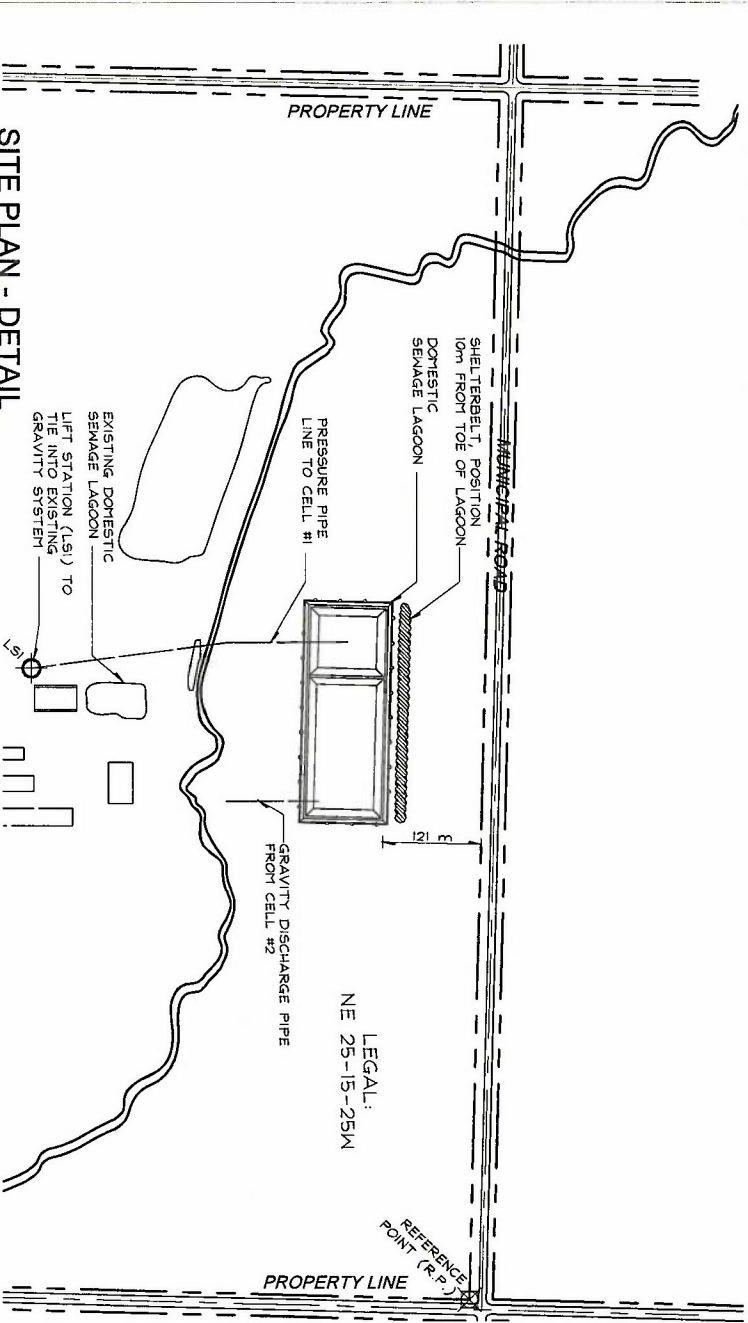 PROPERTY LINE
MUNICIPAL ROAD
SHELTERBELT, POSITION
10m FROM TOE OF LAGOON
DOMESTIC
SEWAGE LAGOON
PRESSURE PIPE
LINE TO CELL #1
EXISTING DOMESTIC
SEWAGE LAGOON
LIFT STATION (LS1) TO
TIE INTO EXISTING
GRAVITY SYSTEM
LS1
121 m
GRAVITY DISCHARGE PIPE
FROM CELL #2
LEGAL:
NE 25-15-25W
REFERENCE
POINT (R.P.)
PROPERTY LINE
SITE PLAN - DETAIL